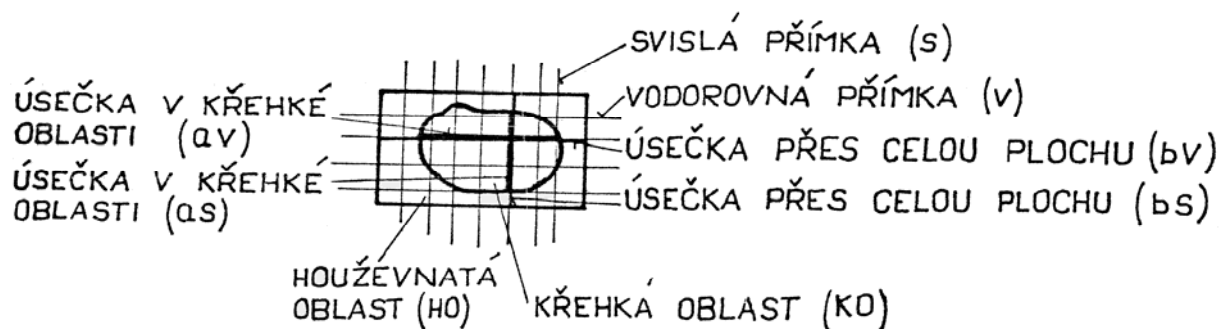 SVISLÁ PŘÍMKA (s)
ÚSEČKA V KŘEHKÉ
OBLASTI (av)
VODOROVNÁ PŘÍMKA (v)
ÚSEČKA PŘES CELOU PLOCHU (bv)
ÚSEČKA V KŘEHKÉ
OBLASTI (as)
ÚSEČKA PŘES CELOU PLOCHU (bs)
HOUŽEVNATÁ
OBLAST (HO)
KŘEHKÁ OBLAST (KO)